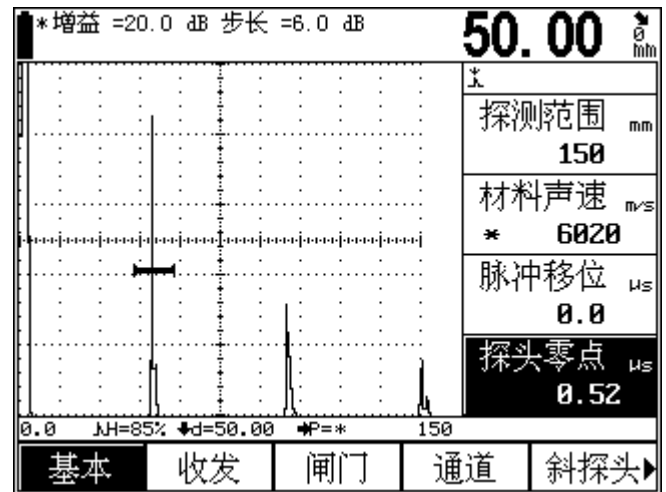 *增益 =20.0 dB 步长 =6.0 dB
50.00 mm
探测范围 mm
150
材料声速 m/s
* 6020
脉冲移位 μs
0.0
探头零点 μs
0.52
0.0 H=85% d=50.00 P=* 150
基本 收发 闸门 通道 斜探头